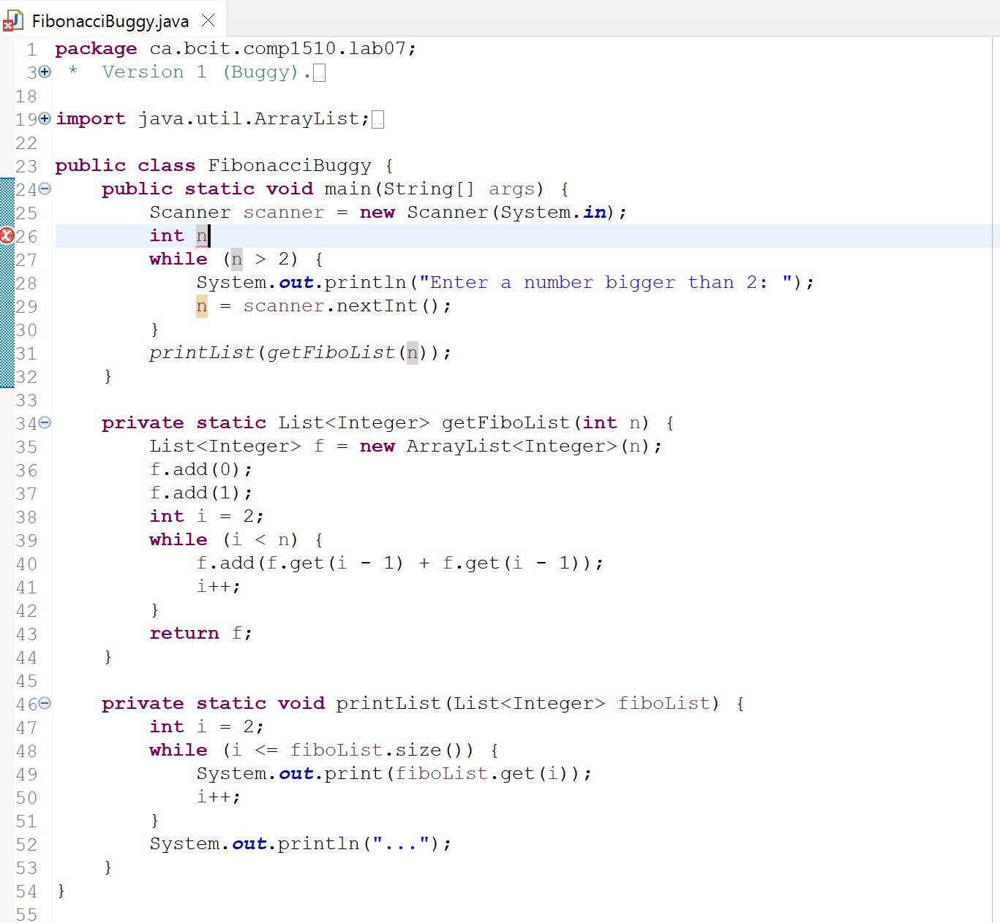 FibonacciBuggy.java
1 package ca.bcit.comp1510.lab07;
3 * Version 1 (Buggy).
18
19 import java.util.ArrayList;
22
23 public class FibonacciBuggy {
24 public static void main(String[] args) {
25 Scanner scanner = new Scanner(System.in);
26 int n
27 while (n > 2) {
28 System.out.println("Enter a number bigger than 2: ");
29 n = scanner.nextInt();
30 }
31 printList(getFiboList(n));
32 }
33
34 private static List<Integer> getFiboList(int n) {
35 List<Integer> f = new ArrayList<Integer>(n);
36 f.add(0);
37 f.add(1);
38 int i = 2;
39 while (i < n) {
40 f.add(f.get(i - 1) + f.get(i - 1));
41 i++;
42 }
43 return f;
44 }
45
46 private static void printList(List<Integer> fiboList) {
47 int i = 2;
48 while (i <= fiboList.size()) {
49 System.out.print(fiboList.get(i));
50 i++;
51 }
52 System.out.println("...");
53 }
54 }
55